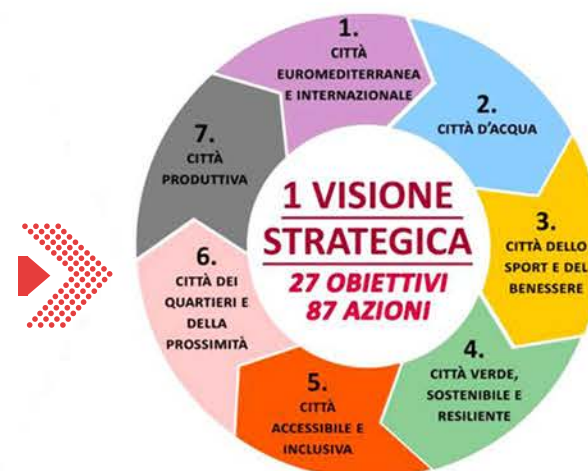 1.
CITTÀ
EUROMEDITERRANEA
E INTERNAZIONALE
2.
CITTÀ D'ACQUA
3.
CITTÀ DELLO
SPORT E DEL
BENESSERE
4.
CITTÀ VERDE,
SOSTENIBILE E
RESILIENTE
5.
CITTÀ
ACCESSIBILE E
INCLUSIVA
6.
CITTÀ DEI
QUARTIERI E
DELLA
PROSSIMITÀ
7.
CITTÀ
PRODUTTIVA
1 VISIONE
STRATEGICA
27 OBIETTIVI
87 AZIONI